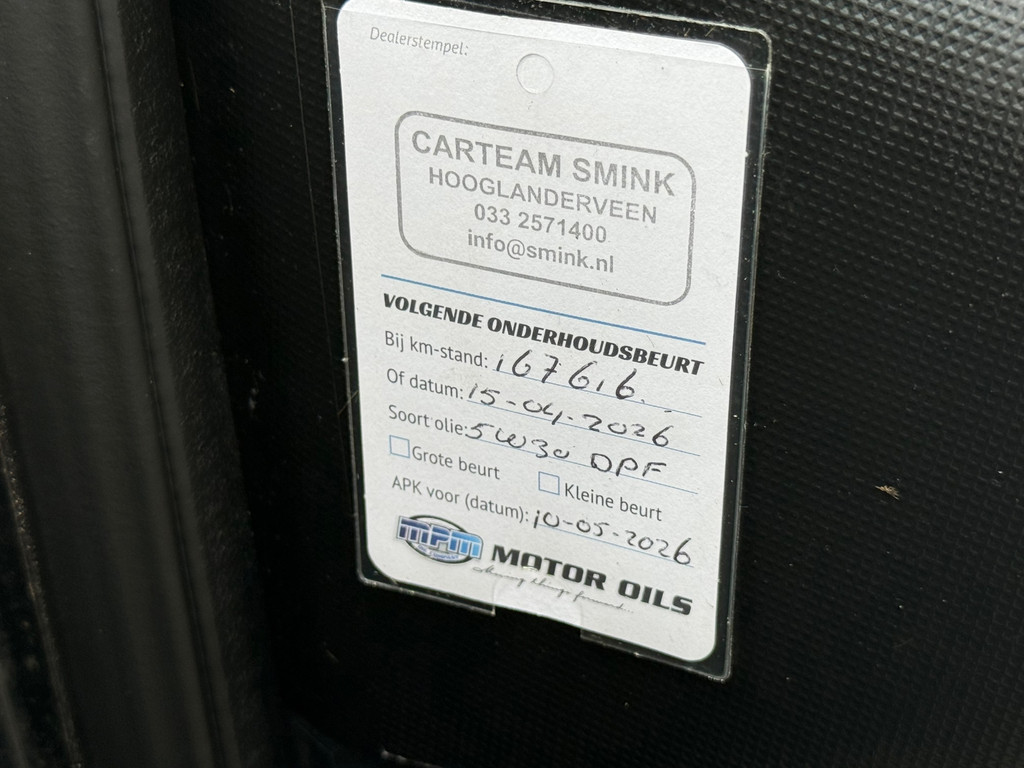 Dealerstempel:
CARTEAM SMINK
HOOGLANDERVEEN
033 2571400
info@smink.nl
VOLGENDE ONDERHOUDSBEURT
Bij km-stand: 167616
Of datum: 15-04-2026
Soort olie: 5W30 DPF
Grote beurt Kleine beurt
APK voor (datum): 10-05-2026
MPM MOTOR OILS